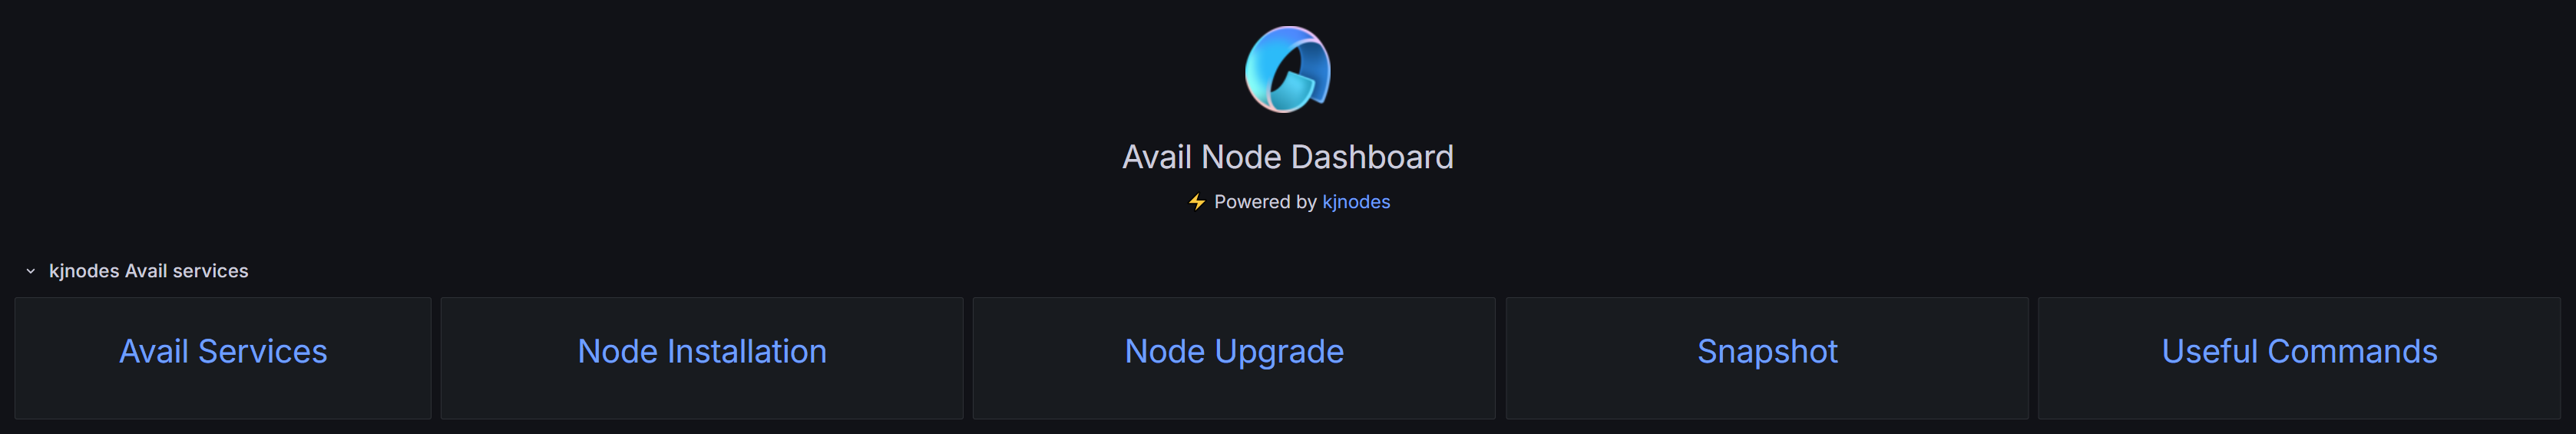 Avail Node Dashboard
⚡ Powered by kjnodes
kjnodes Avail services
Avail Services
Node Installation
Node Upgrade
Snapshot
Useful Commands